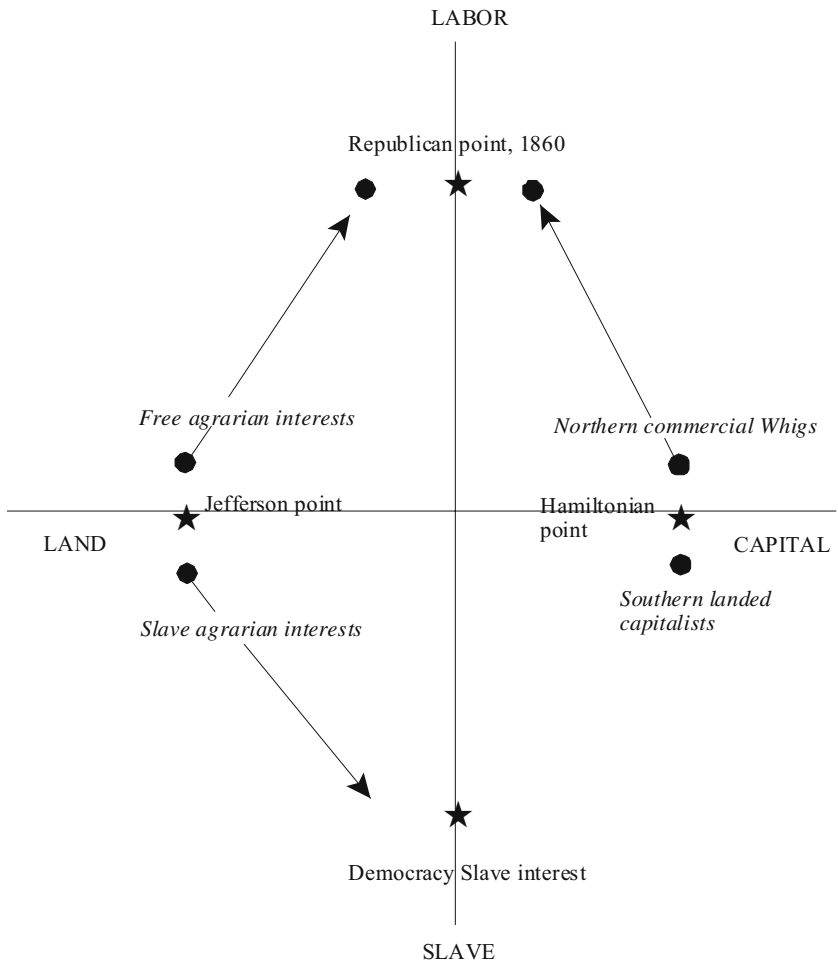 LABOR
Republican point, 1860
Free agrarian interests
Northern commercial Whigs
Jefferson point
Hamiltonian
point
LAND
CAPITAL
Southern landed
capitalists
Slave agrarian interests
Democracy Slave interest
SLAVE